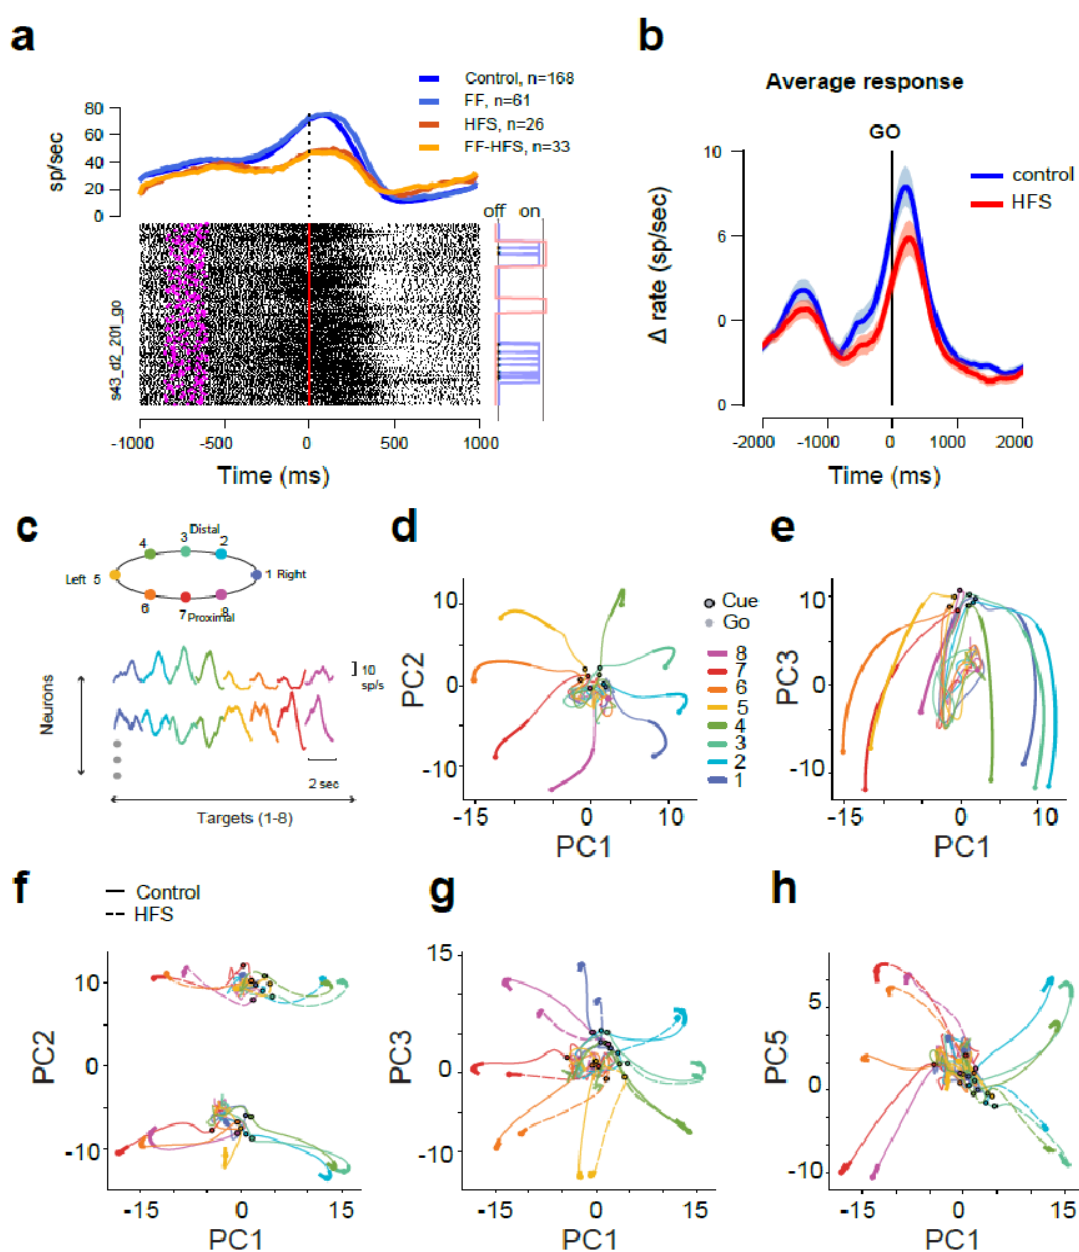 a
Control, n=168
FF, n=61
HFS, n=26
FF-HFS, n=33
80
60
40
20
0
sp/sec
off on
s43_d2_201_go
-1000 -500 0 500 1000
Time (ms)
b
Average response
GO
control
HFS
10
6
0
0
Δ rate (sp/sec)
-2000 -1000 0 1000 2000
Time (ms)
c
4 3 Distal 2
Left 5 1 Right
6 7 Proximal 8
Neurons
10
sp/s
2 sec
Targets (1-8)
d
10
0
-10
PC2
-15 0 10
PC1
Cue
Go
8
7
6
5
4
3
2
1
e
10
0
-10
PC3
-15 0 10
PC1
f
Control
HFS
10
0
-10
PC2
-15 0 15
PC1
g
15
0
-10
PC3
-15 0 15
PC1
h
5
0
-10
PC5
-15 0 15
PC1